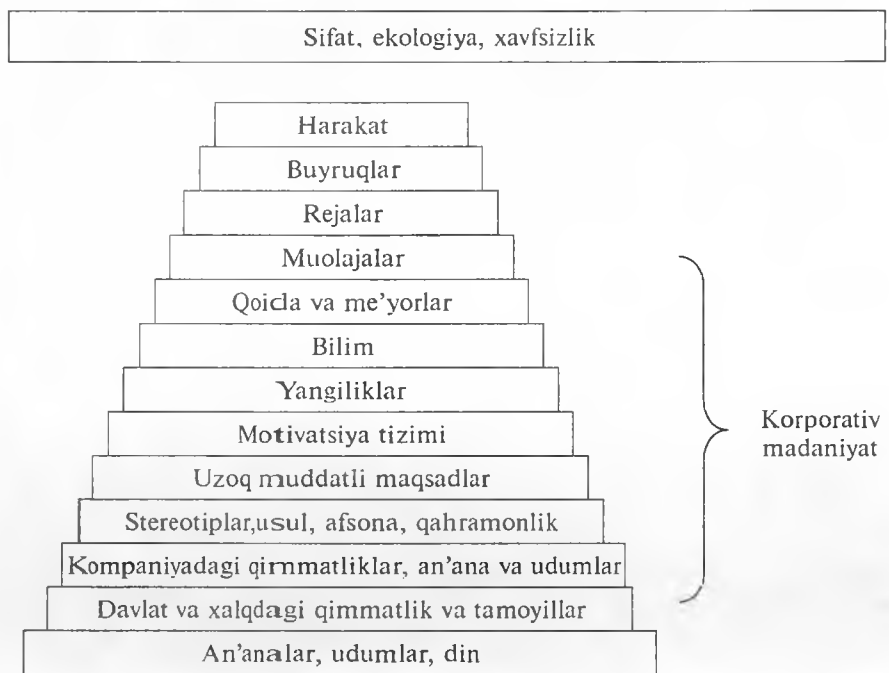 Sifat, ekologiya, xavfsizlik
Harakat
Buyruqlar
Rejalar
Muolajalar
Qoida va me’yorlar
Bilim
Yangiliklar
Motivatsiya tizimi
Uzoq muddatli maqsadlar
Stereotiplar,usul, afsona, qahramonlik
Kompaniyadagi qimmatliklar, an’ana va udumlar
Davlat va xalqdagi qimmatlik va tamoyillar
An’analar, udumlar, din
Korporativ
madaniyat